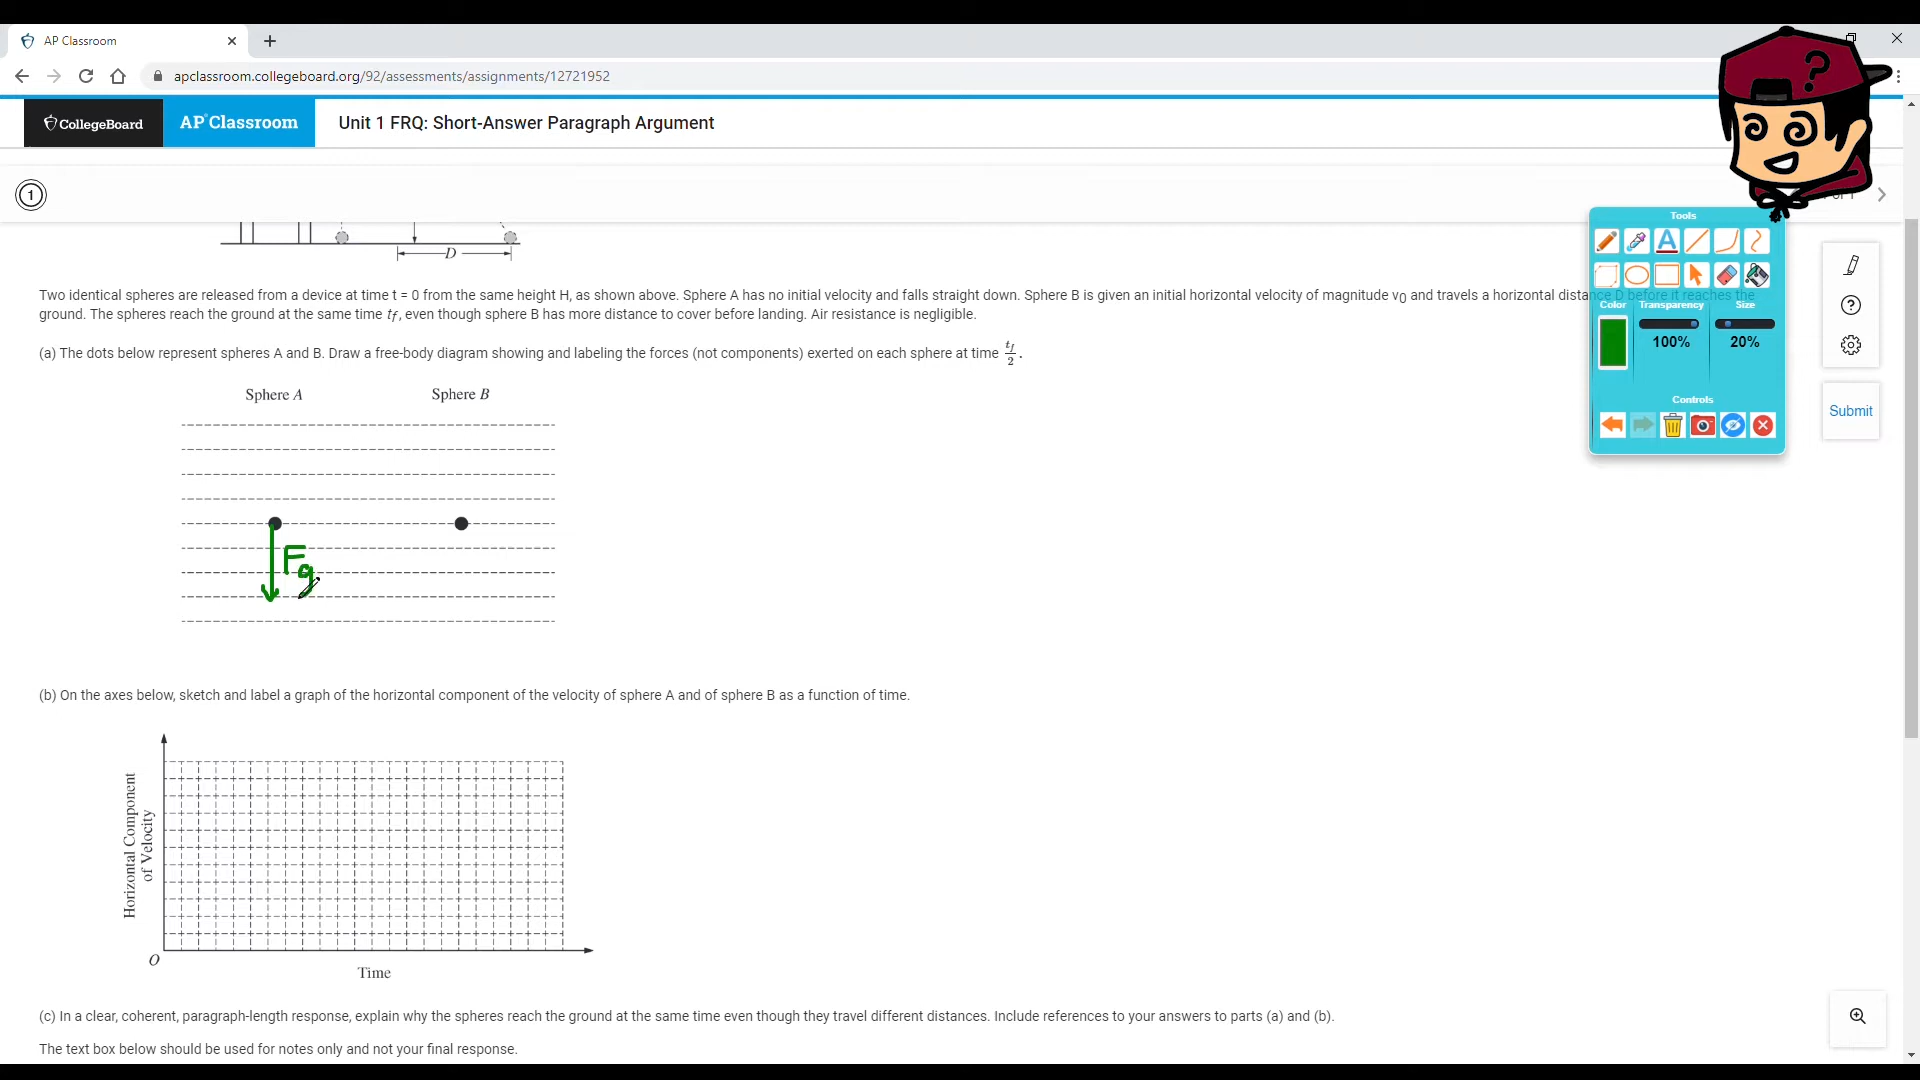 AP Classroom
apclassroom.collegeboard.org/92/assessments/assignments/12721952
CollegeBoard
AP Classroom
Unit 1 FRQ: Short-Answer Paragraph Argument
?
1
of 1
D
Two identical spheres are released from a device at time t = 0 from the same height H, as shown above. Sphere A has no initial velocity and falls straight down. Sphere B is given an initial horizontal velocity of magnitude v0 and travels a horizontal distance D before it reaches the
ground. The spheres reach the ground at the same time tf, even though sphere B has more distance to cover before landing. Air resistance is negligible.
(a) The dots below represent spheres A and B. Draw a free-body diagram showing and labeling the forces (not components) exerted on each sphere at time tf/2.
Sphere A
Sphere B
Fg
(b) On the axes below, sketch and label a graph of the horizontal component of the velocity of sphere A and of sphere B as a function of time.
Horizontal Component
of Velocity
O
Time
(c) In a clear, coherent, paragraph-length response, explain why the spheres reach the ground at the same time even though they travel different distances. Include references to your answers to parts (a) and (b).
The text box below should be used for notes only and not your final response.
Tools
A
Color
Transparency
Size
100%
20%
Controls
Submit